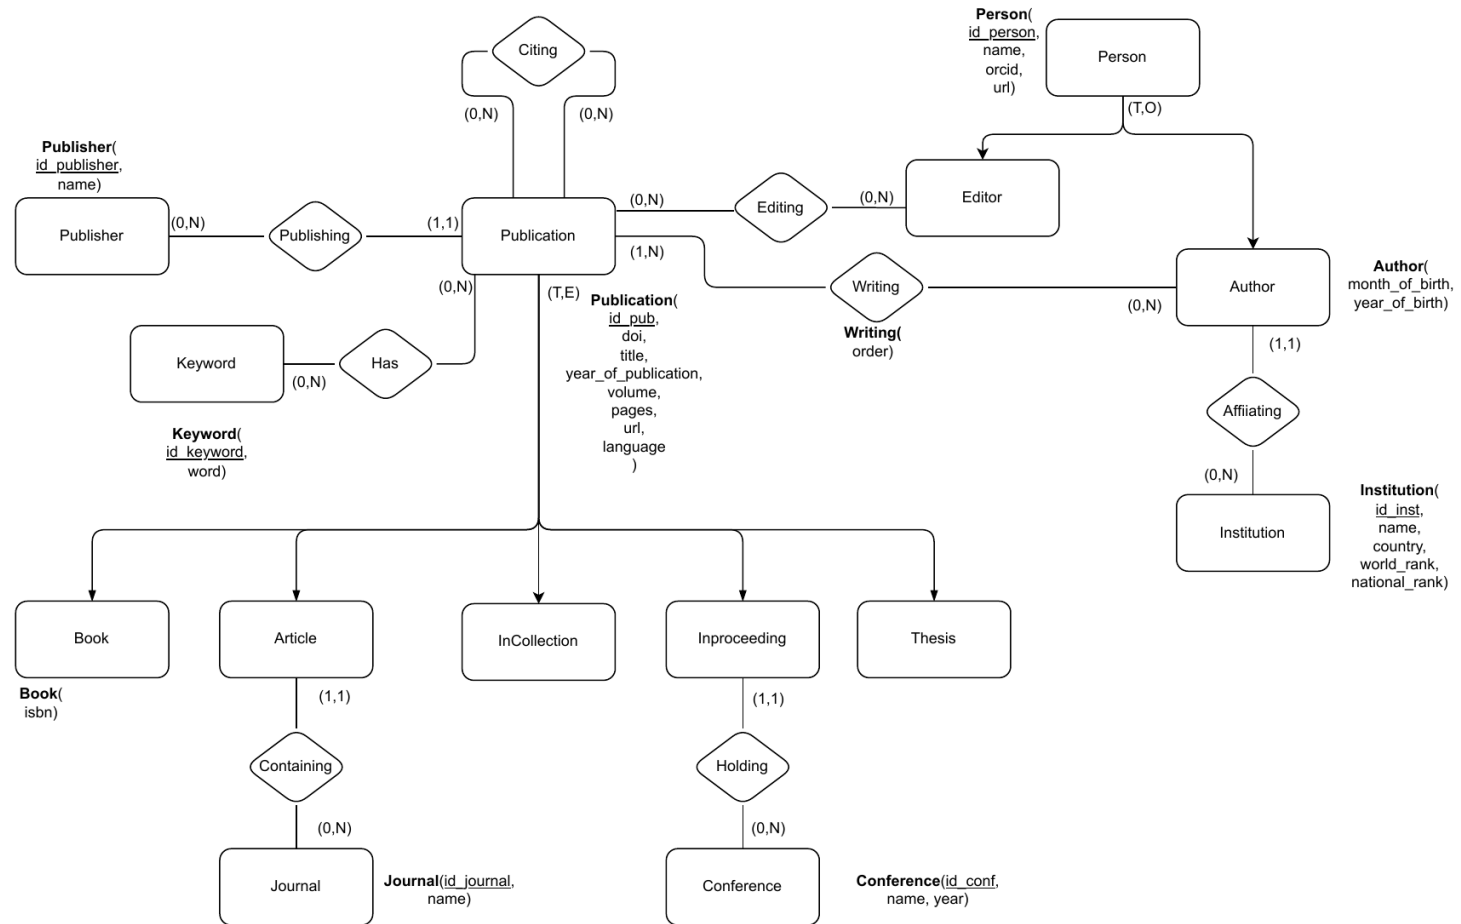 Citing
(0,N)
(0,N)
Person(
id_person,
name,
orcid,
url)
Person
(T,O)
Publisher(
id_publisher,
name)
Publisher
(0,N)
Publishing
(1,1)
Publication
(0,N)
Editing
(0,N)
Editor
(1,N)
Writing
Writing(
order)
(0,N)
Author
Author(
month_of_birth,
year_of_birth)
(0,N)
(T,E)
Publication(
id_pub,
doi,
title,
year_of_publication,
volume,
pages,
url,
language
)
Keyword
(0,N)
Has
Keyword(
id_keyword,
word)
(1,1)
Affiiating
(0,N)
Institution
Institution(
id_inst,
name,
country,
world_rank,
national_rank)
Book
Article
InCollection
Inproceeding
Thesis
Book(
isbn)
(1,1)
(1,1)
Containing
Holding
(0,N)
(0,N)
Journal
Journal(id_journal,
name)
Conference
Conference(id_conf,
name, year)